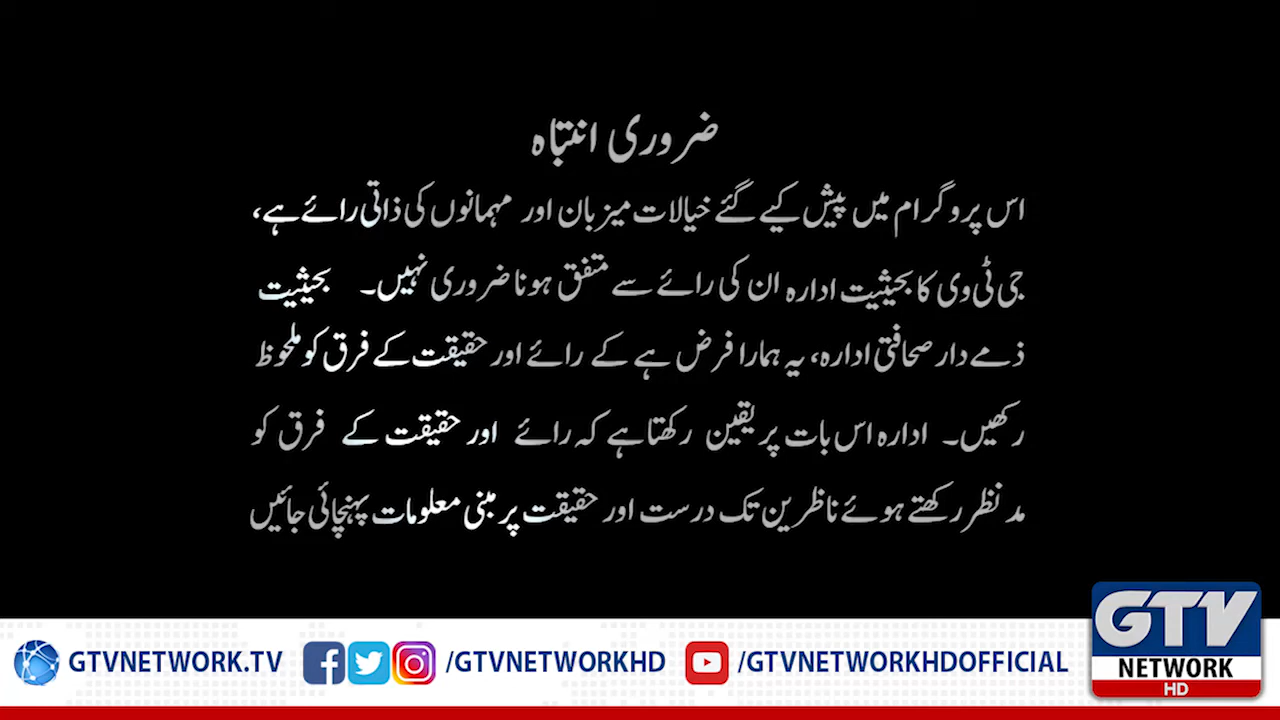 ضروری انتباہ
اس پروگرام میں پیش کیے گئے خیالات میزبان اور مہمانوں کی ذاتی رائے ہے،
جی ٹی وی کا بحیثیت ادارہ ان کی رائے سے متفق ہونا ضروری نہیں۔ بحیثیت
ذمے دار صحافتی ادارہ، یہ ہمارا فرض ہے کے رائے اور حقیقت کے فرق کو ملحوظ
رکھیں۔ ادارہ اس بات پر یقین رکھتا ہے کہ رائے اور حقیقت کے فرق کو
مد نظر رکھتے ہوئے ناظرین تک درست اور حقیقت پر مبنی معلومات پہنچائی جائیں
GTVNETWORK.TV /GTVNETWORKHD /GTVNETWORKHDOFFICIAL
GTV
NETWORK
HD